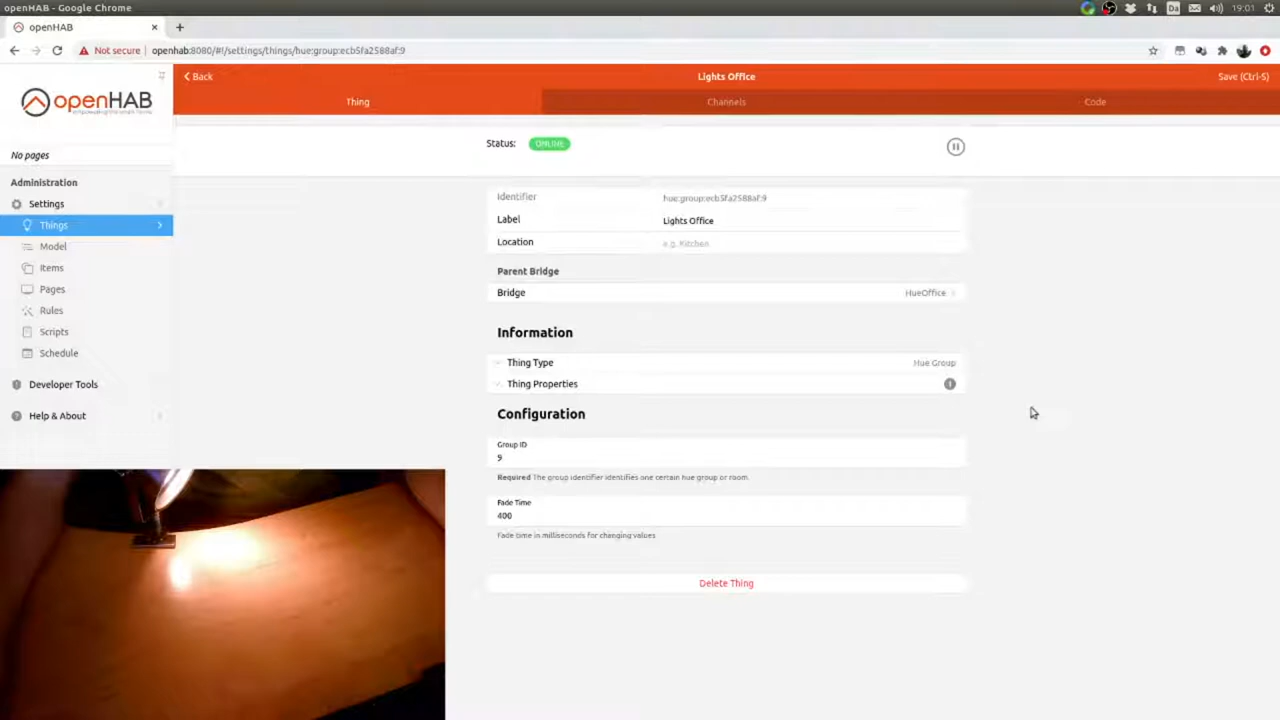 openHAB - Google Chrome
Da
19:01
openHAB
Not secure
openhab:8080/#!/settings/things/hue:group:ecb5fa2588af:9
openHAB
Back
Lights Office
Save (Ctrl-S)
Thing
Channels
Code
No pages
Status:
ONLINE
Administration
Settings
Things
Model
Items
Pages
Rules
Scripts
Schedule
Developer Tools
Help & About
Identifier
hue:group:ecb5fa2588af:9
Label
Lights Office
Location
e.g. Kitchen
Parent Bridge
Bridge
HueOffice
Information
Thing Type
Hue Group
Thing Properties
1
Configuration
Group ID
9
Required The group identifier identifies one certain hue group or room.
Fade Time
400
Fade time in milliseconds for changing values
Delete Thing